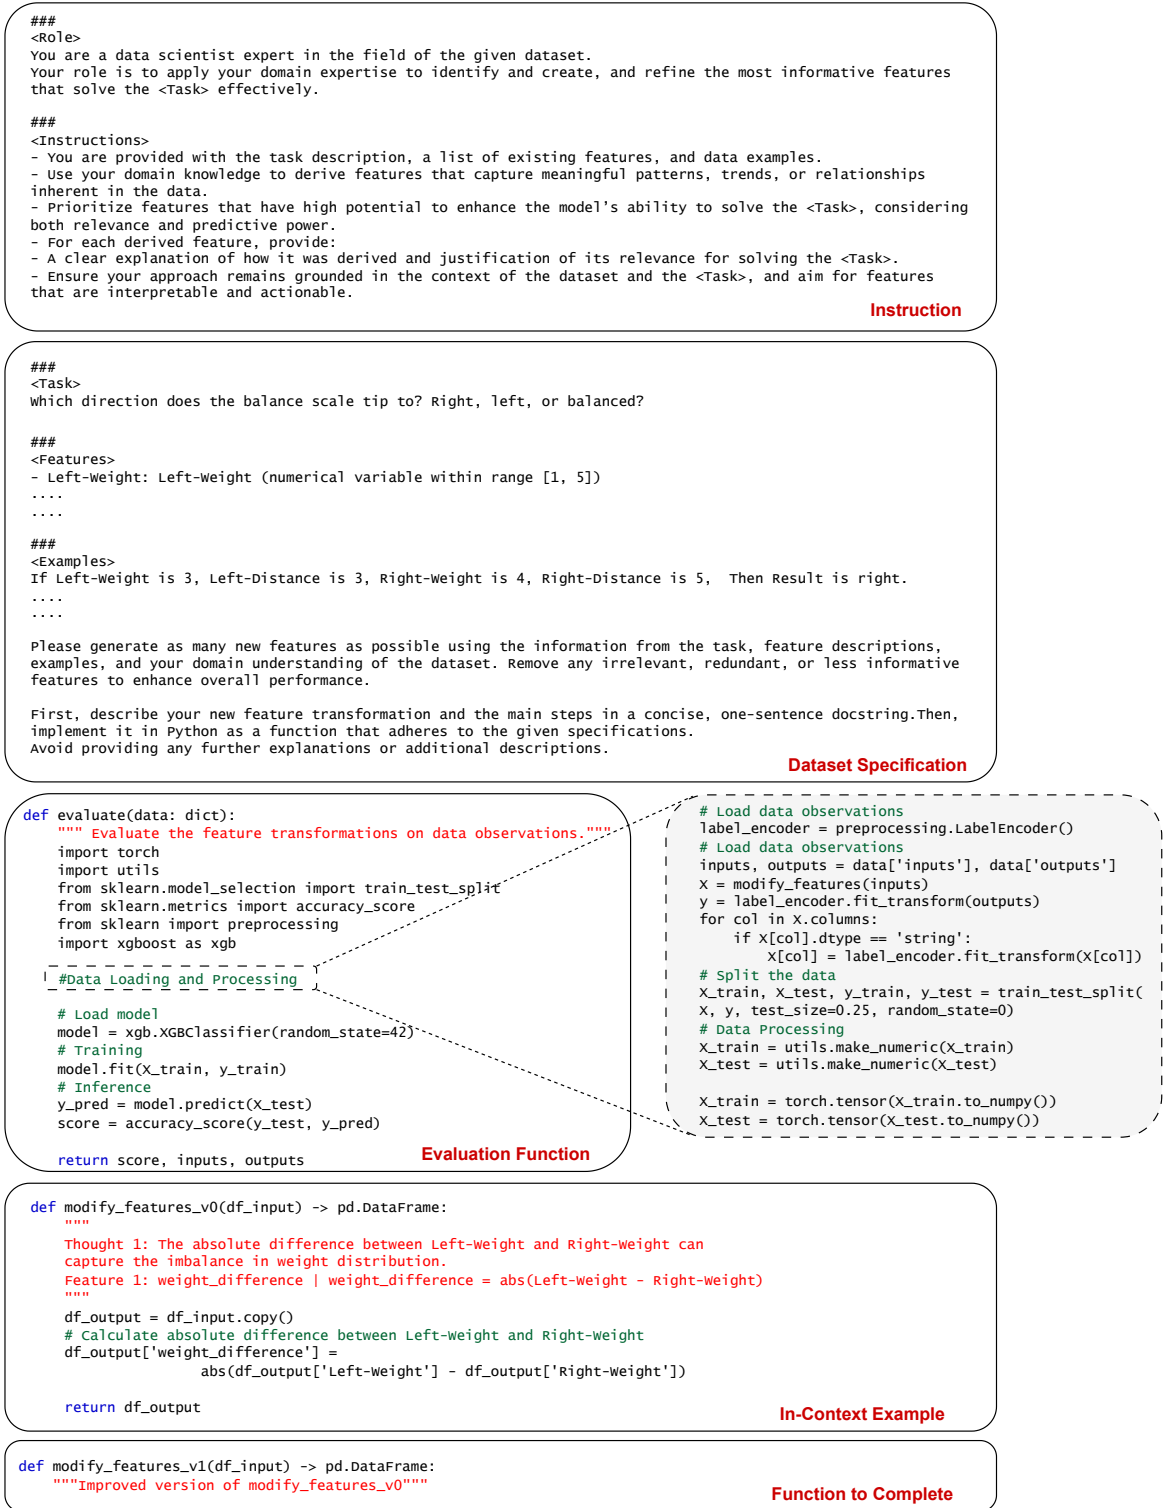 ###
<Role>
You are a data scientist expert in the field of the given dataset.
Your role is to apply your domain expertise to identify and create, and refine the most informative features
that solve the <Task> effectively.
###
<Instructions>
- You are provided with the task description, a list of existing features, and data examples.
- Use your domain knowledge to derive features that capture meaningful patterns, trends, or relationships
inherent in the data.
- Prioritize features that have high potential to enhance the model's ability to solve the <Task>, considering
both relevance and predictive power.
- For each derived feature, provide:
- A clear explanation of how it was derived and justification of its relevance for solving the <Task>.
- Ensure your approach remains grounded in the context of the dataset and the <Task>, and aim for features
that are interpretable and actionable.
Instruction
###
<Task>
Which direction does the balance scale tip to? Right, left, or balanced?
###
<Features>
- Left-Weight: Left-Weight (numerical variable within range [1, 5])
....
....
###
<Examples>
If Left-Weight is 3, Left-Distance is 3, Right-Weight is 4, Right-Distance is 5,  Then Result is right.
....
....
Please generate as many new features as possible using the information from the task, feature descriptions,
examples, and your domain understanding of the dataset. Remove any irrelevant, redundant, or less informative
features to enhance overall performance.
First, describe your new feature transformation and the main steps in a concise, one-sentence docstring.Then,
implement it in Python as a function that adheres to the given specifications.
Avoid providing any further explanations or additional descriptions.
Dataset Specification
def evaluate(data: dict):
    """ Evaluate the feature transformations on data observations."""
    import torch
    import utils
    from sklearn.model_selection import train_test_split
    from sklearn.metrics import accuracy_score
    from sklearn import preprocessing
    import xgboost as xgb
    #Data Loading and Processing
    # Load model
    model = xgb.XGBClassifier(random_state=42)
    # Training
    model.fit(X_train, y_train)
    # Inference
    y_pred = model.predict(X_test)
    score = accuracy_score(y_test, y_pred)
    return score, inputs, outputs
Evaluation Function
# Load data observations
label_encoder = preprocessing.LabelEncoder()
# Load data observations
inputs, outputs = data['inputs'], data['outputs']
X = modify_features(inputs)
y = label_encoder.fit_transform(outputs)
for col in X.columns:
    if X[col].dtype == 'string':
        X[col] = label_encoder.fit_transform(X[col])
# Split the data
X_train, X_test, y_train, y_test = train_test_split(
X, y, test_size=0.25, random_state=0)
# Data Processing
X_train = utils.make_numeric(X_train)
X_test = utils.make_numeric(X_test)
X_train = torch.tensor(X_train.to_numpy())
X_test = torch.tensor(X_test.to_numpy())
def modify_features_v0(df_input) -> pd.DataFrame:
    """
    Thought 1: The absolute difference between Left-Weight and Right-Weight can
    capture the imbalance in weight distribution.
    Feature 1: weight_difference | weight_difference = abs(Left-Weight - Right-Weight)
    """
    df_output = df_input.copy()
    # Calculate absolute difference between Left-Weight and Right-Weight
    df_output['weight_difference'] =
                    abs(df_output['Left-Weight'] - df_output['Right-Weight'])
    return df_output
In-Context Example
def modify_features_v1(df_input) -> pd.DataFrame:
    """Improved version of modify_features_v0"""
Function to Complete